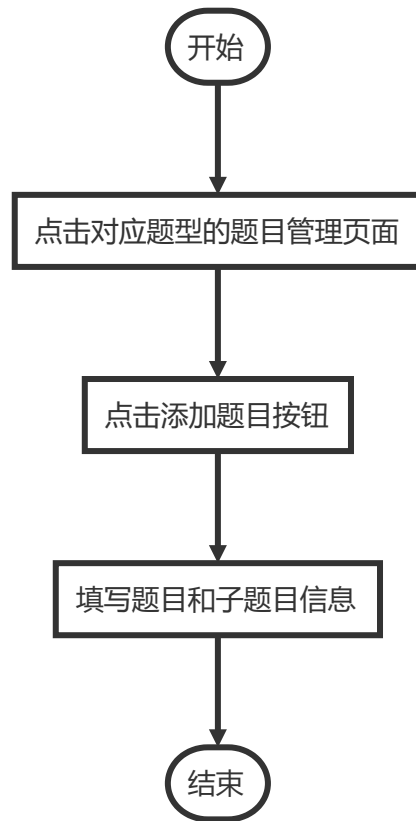 开始
点击对应题型的题目管理页面
点击添加题目按钮
填写题目和子题目信息
结束